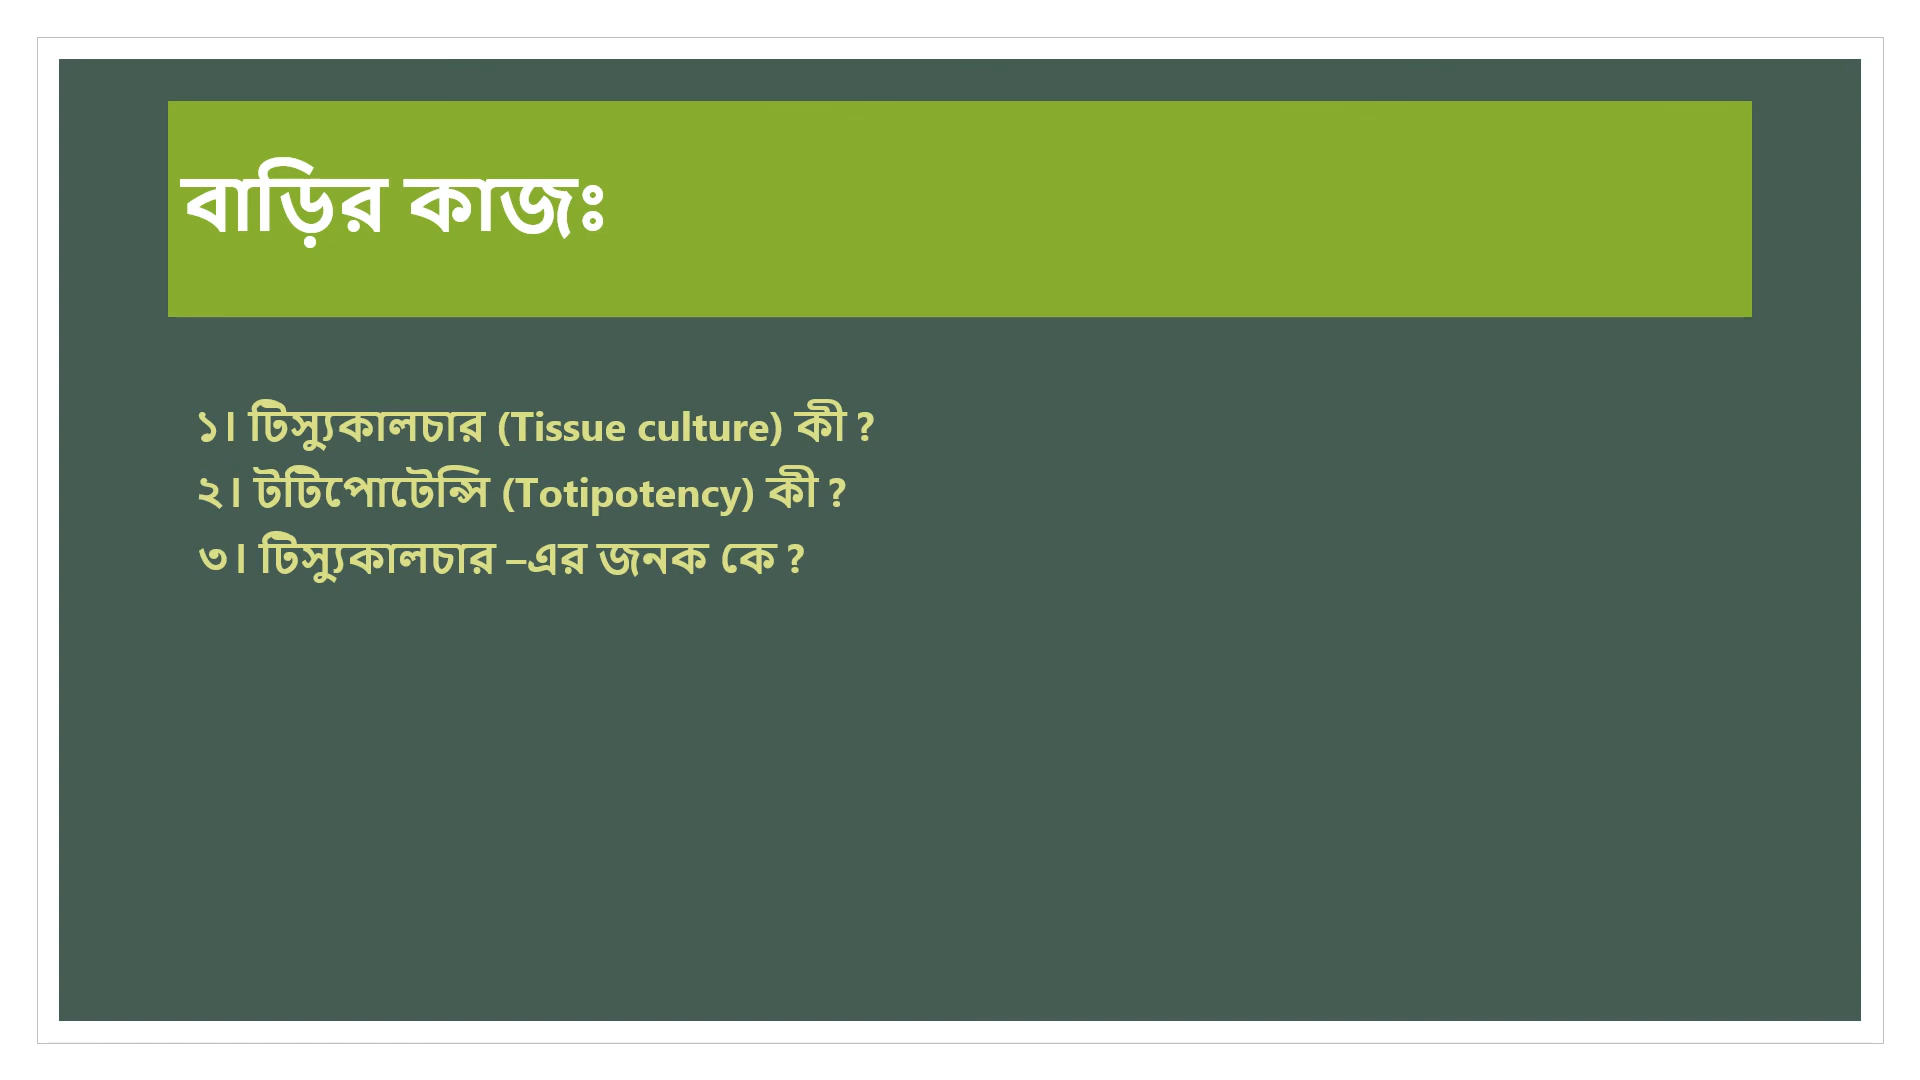 বাড়ির কাজঃ
১। টিস্যুকালচার (Tissue culture) কী ?
২। টটিপোটেন্সি (Totipotency) কী ?
৩। টিস্যুকালচার –এর জনক কে ?